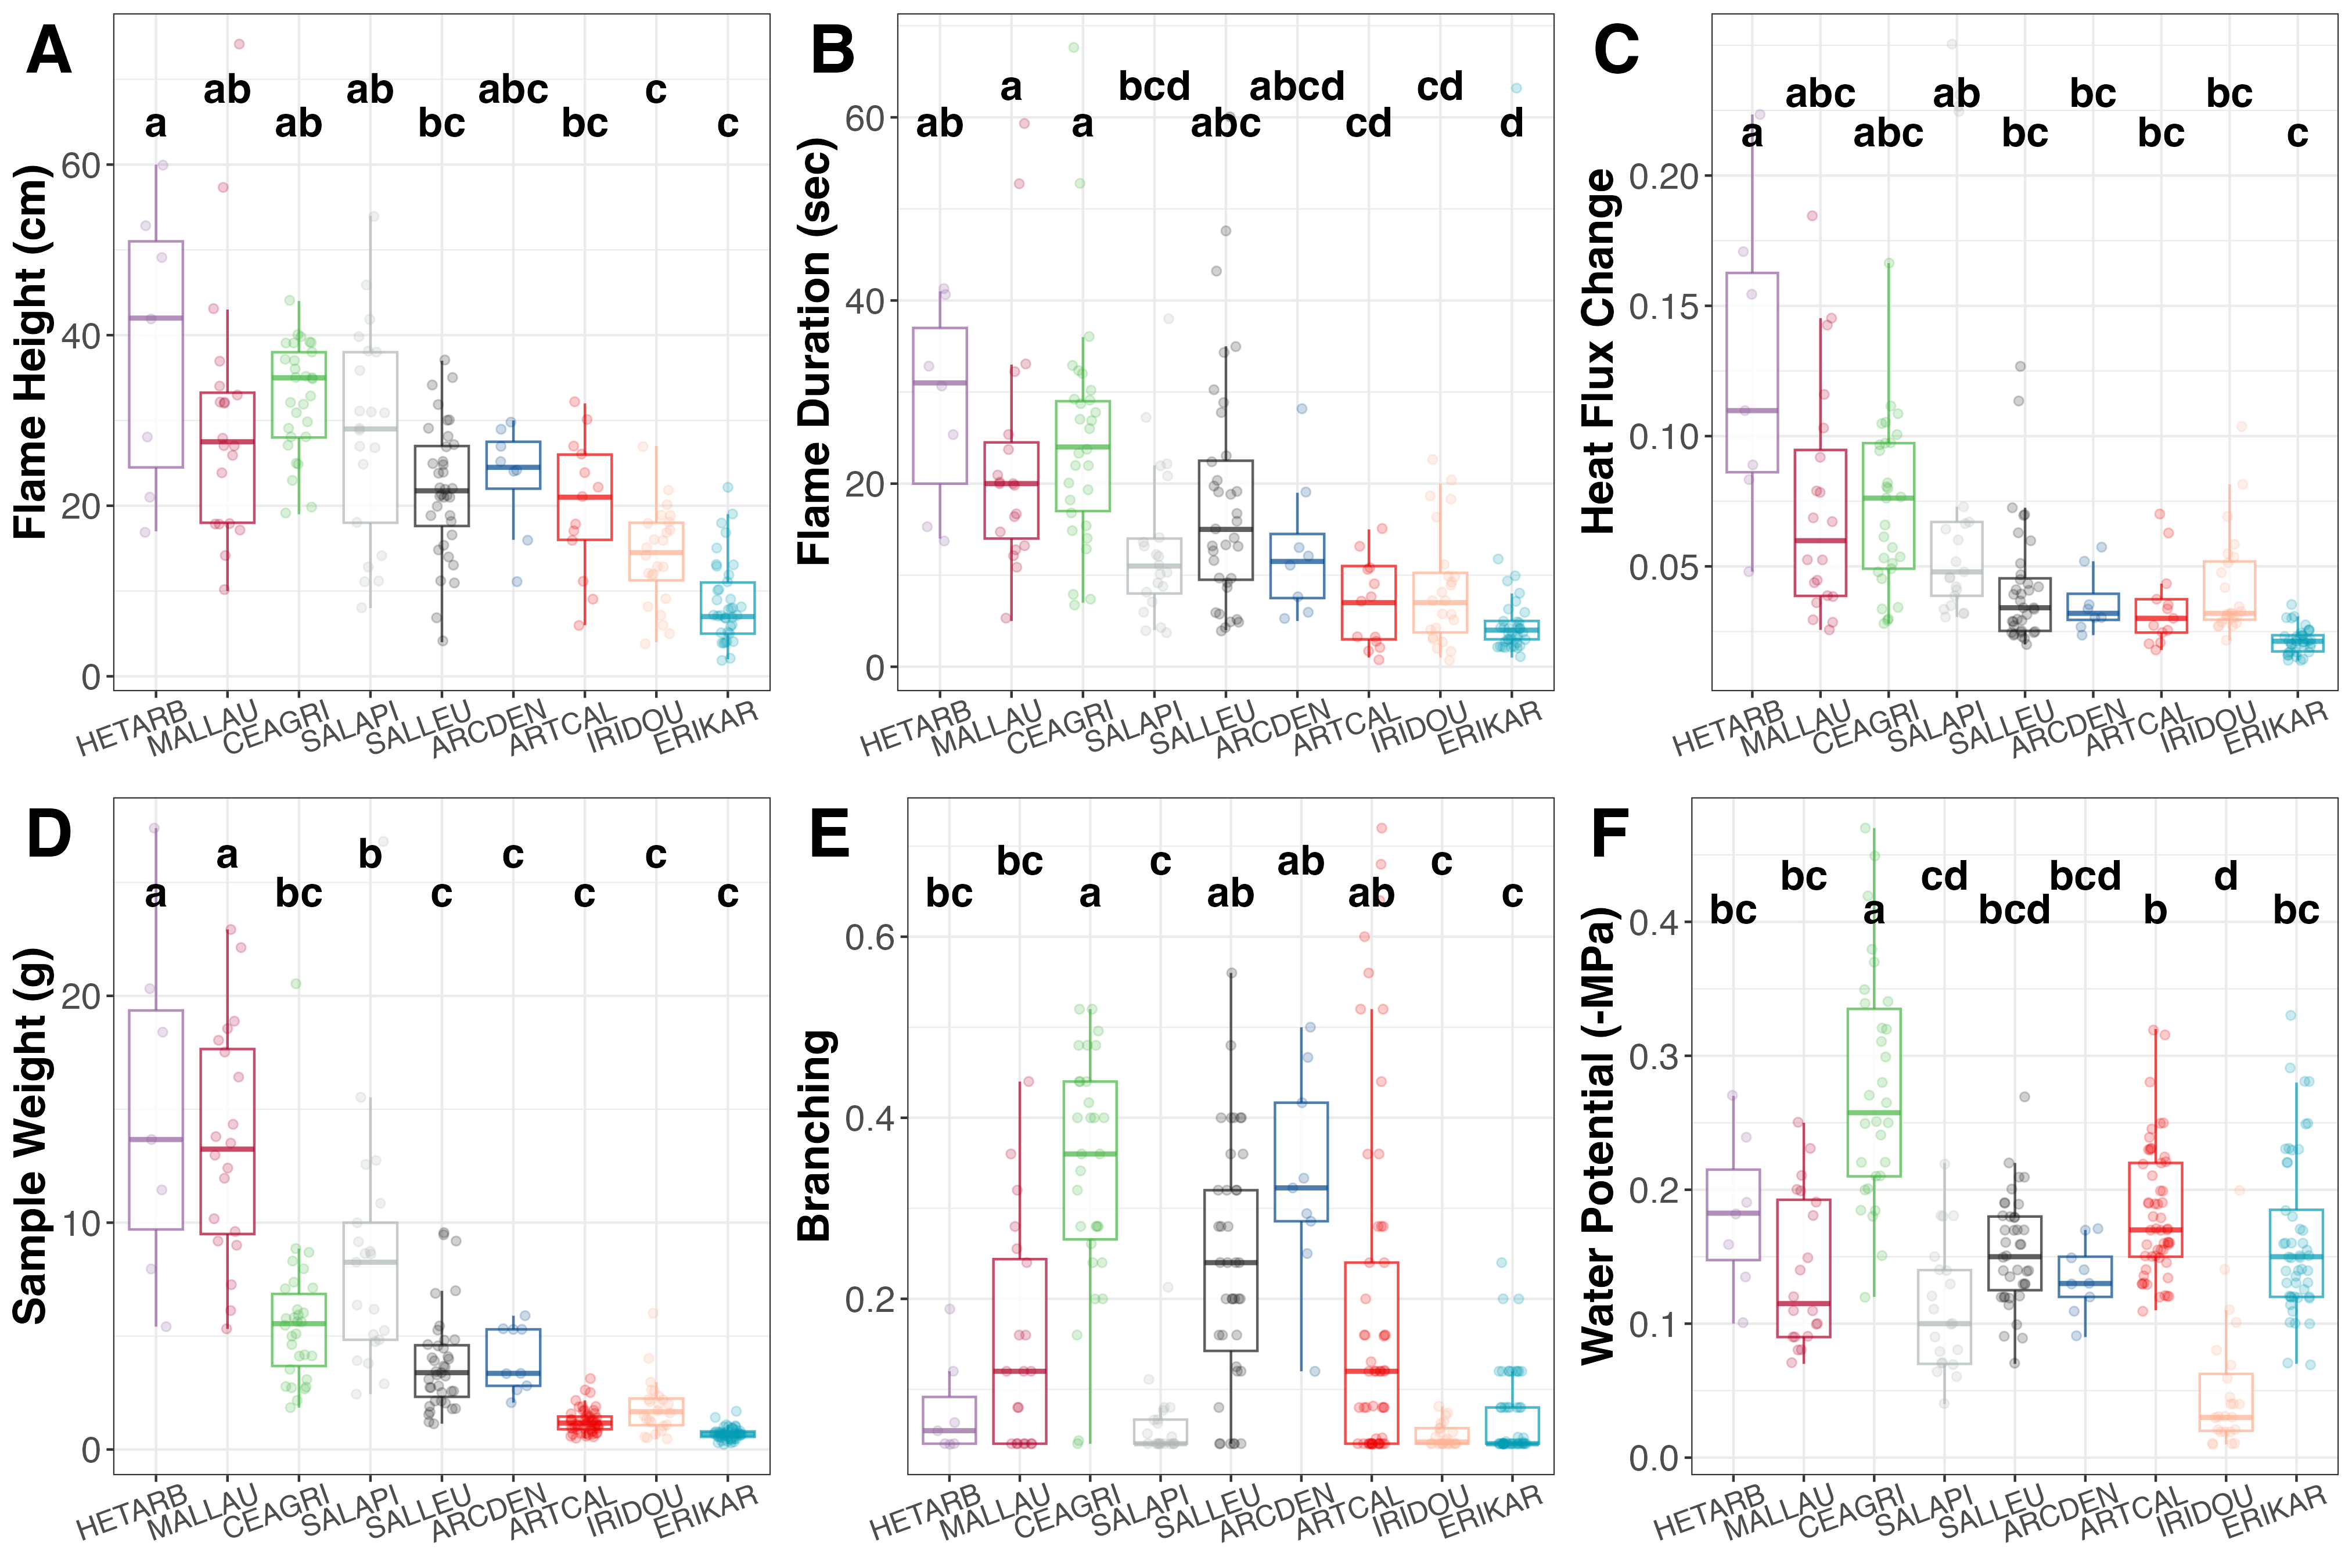 A
ab ab abc c
a ab bc bc c
Flame Height (cm)
60
40
20
0
HETARB MALLAU CEAGRI SALAPI SALLEU ARCDEN ARTCAL IRIDOU ERIKAR
B
a bcd abcd cd
ab a abc cd d
Flame Duration (sec)
60
40
20
0
HETARB MALLAU CEAGRI SALAPI SALLEU ARCDEN ARTCAL IRIDOU ERIKAR
C
abc ab bc bc
a abc bc bc c
Heat Flux Change
0.20
0.15
0.10
0.05
HETARB MALLAU CEAGRI SALAPI SALLEU ARCDEN ARTCAL IRIDOU ERIKAR
D
a b c c
a bc c c c
Sample Weight (g)
20
10
0
HETARB MALLAU CEAGRI SALAPI SALLEU ARCDEN ARTCAL IRIDOU ERIKAR
E
bc c ab c
bc a ab ab c
Branching
0.6
0.4
0.2
HETARB MALLAU CEAGRI SALAPI SALLEU ARCDEN ARTCAL IRIDOU ERIKAR
F
bc cd bcd d
bc a bcd b bc
Water Potential (-MPa)
0.4
0.3
0.2
0.1
0.0
HETARB MALLAU CEAGRI SALAPI SALLEU ARCDEN ARTCAL IRIDOU ERIKAR